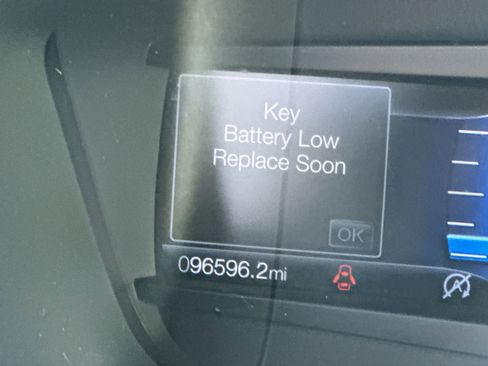 Key
Battery Low
Replace Soon
OK
096596.2mi
A